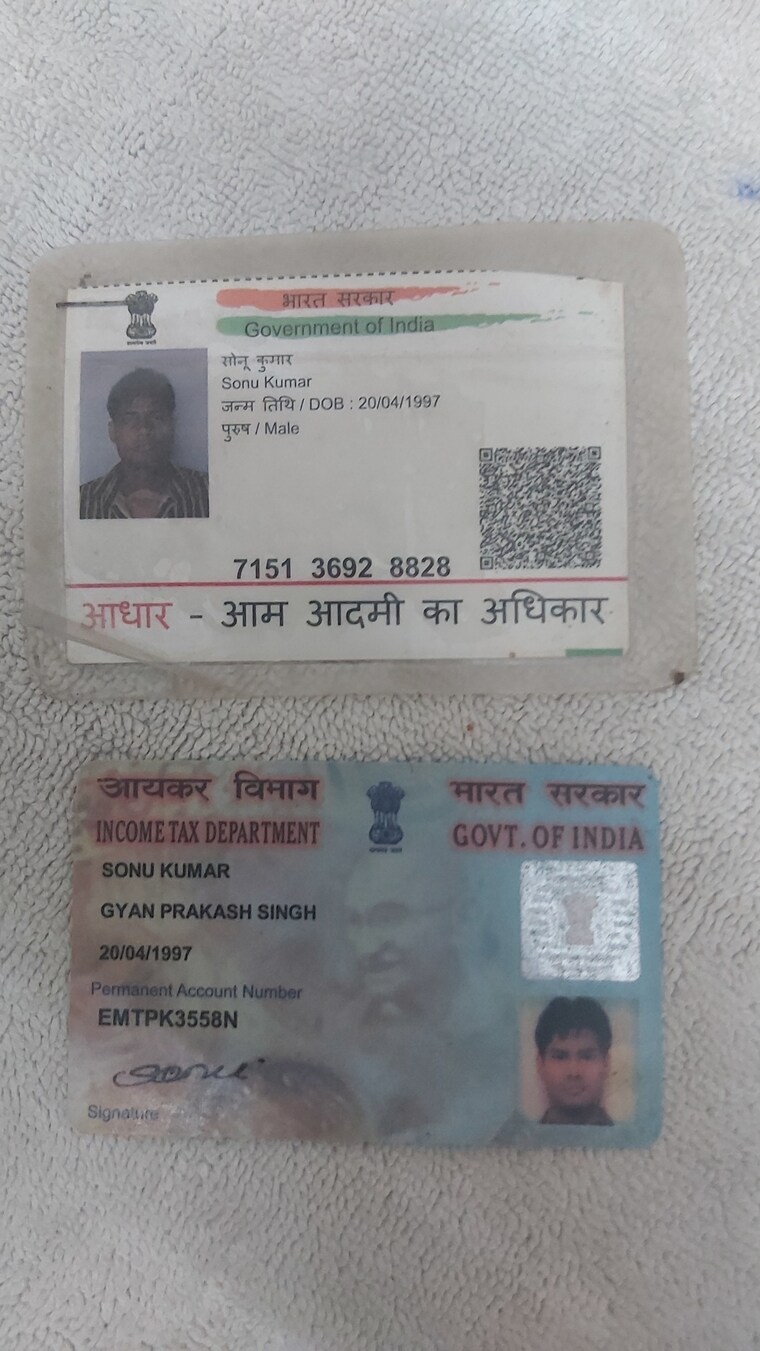 भारत सरकार
Government of India
सोनू कुमार
Sonu Kumar
जन्म तिथि / DOB : 20/04/1997
पुरुष / Male
7151 3692 8828
आधार - आम आदमी का अधिकार
आयकर विभाग भारत सरकार
INCOME TAX DEPARTMENT GOVT. OF INDIA
SONU KUMAR
GYAN PRAKASH SINGH
20/04/1997
Permanent Account Number
EMTPK3558N
Signature